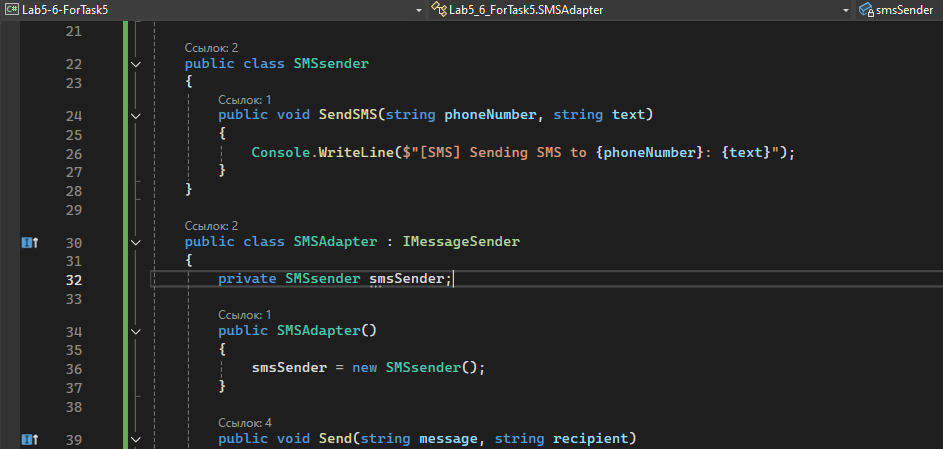 C# Lab5-6-ForTask5 Lab5_6_ForTask5.SMSAdapter smsSender
21
Ссылок: 2
22 public class SMSsender
23 {
Ссылок: 1
24 public void SendSMS(string phoneNumber, string text)
25 {
26 Console.WriteLine($"[SMS] Sending SMS to {phoneNumber}: {text}");
27 }
28 }
29
Ссылок: 2
30 public class SMSAdapter : IMessageSender
31 {
32 private SMSsender smsSender;
33
Ссылок: 1
34 public SMSAdapter()
35 {
36 smsSender = new SMSsender();
37 }
38
Ссылок: 4
39 public void Send(string message, string recipient)